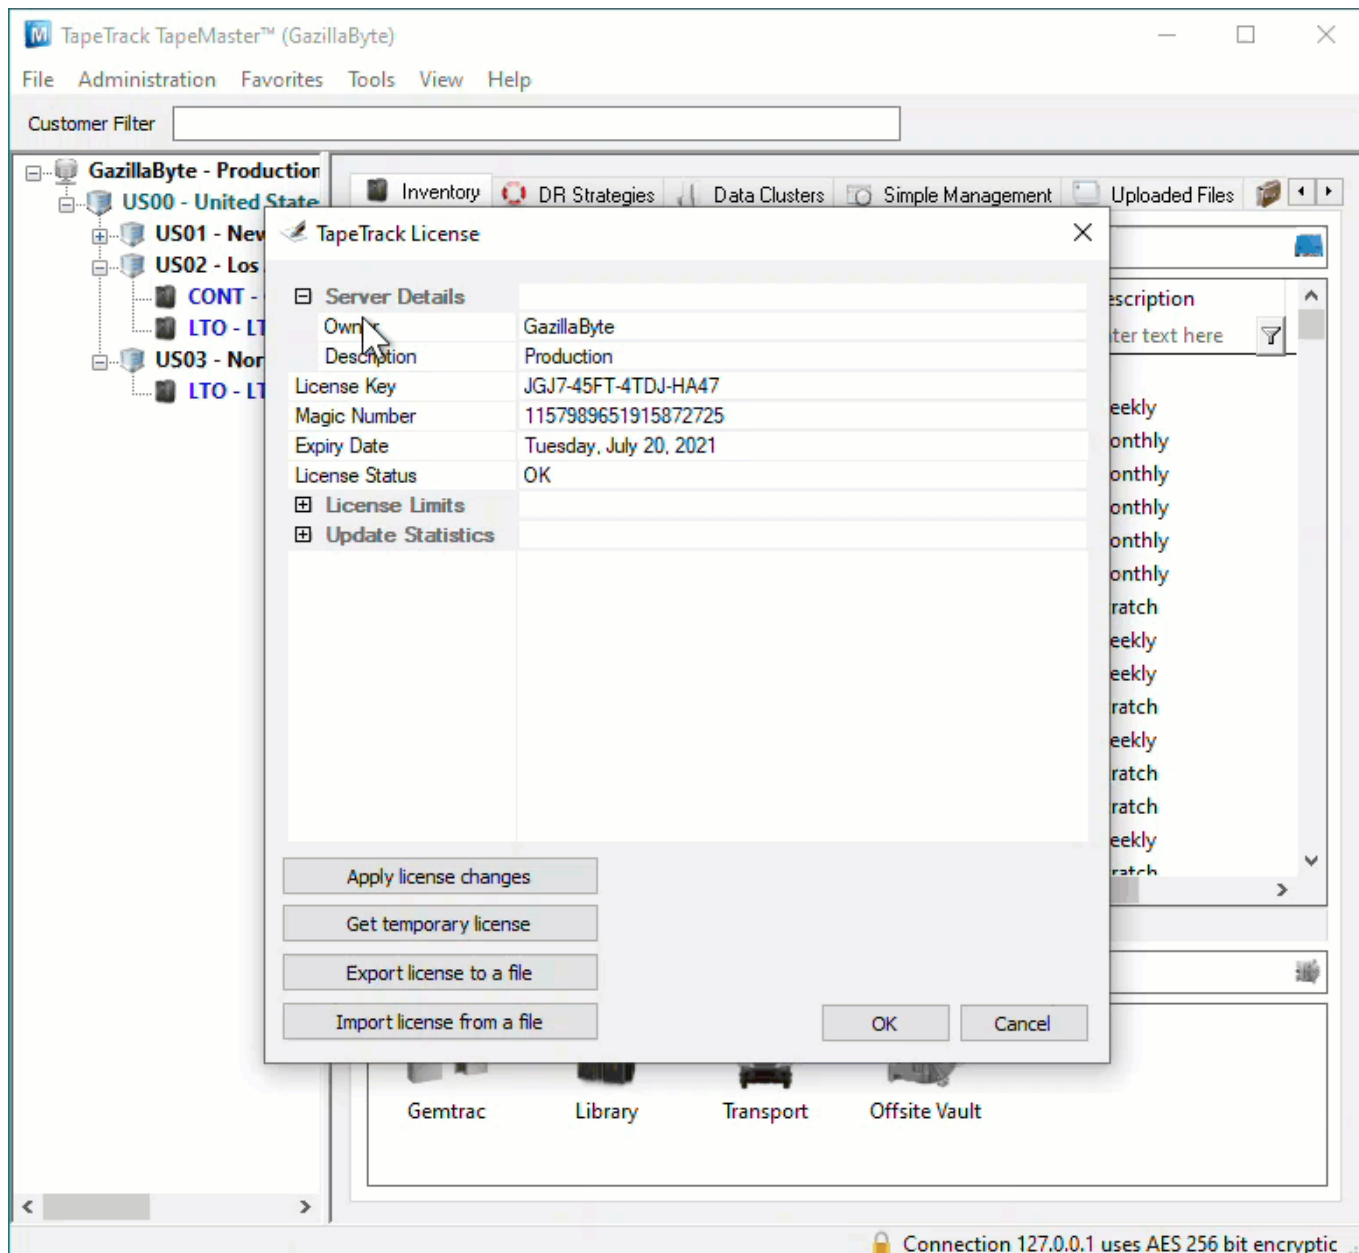 TapeTrack TapeMaster™ (GazillaByte)
File Administration Favorites Tools View Help
Customer Filter
GazillaByte - Production
US00 - United State
US01 - New
US02 - Los
CONT -
LTO - LT
US03 - Nor
LTO - LT
Inventory DR Strategies Data Clusters Simple Management Uploaded Files
TapeTrack License
Server Details
Owner GazillaByte
Description Production
License Key JGJ7-45FT-4TDJ-HA47
Magic Number 1157989651915872725
Expiry Date Tuesday, July 20, 2021
License Status OK
License Limits
Update Statistics
escription
ter text here
eekly
onthly
onthly
onthly
onthly
onthly
ratch
eekly
eekly
ratch
eekly
ratch
ratch
eekly
ratch
Apply license changes
Get temporary license
Export license to a file
Import license from a file
OK Cancel
Gemtrac Library Transport Offsite Vault
Connection 127.0.0.1 uses AES 256 bit encryptic